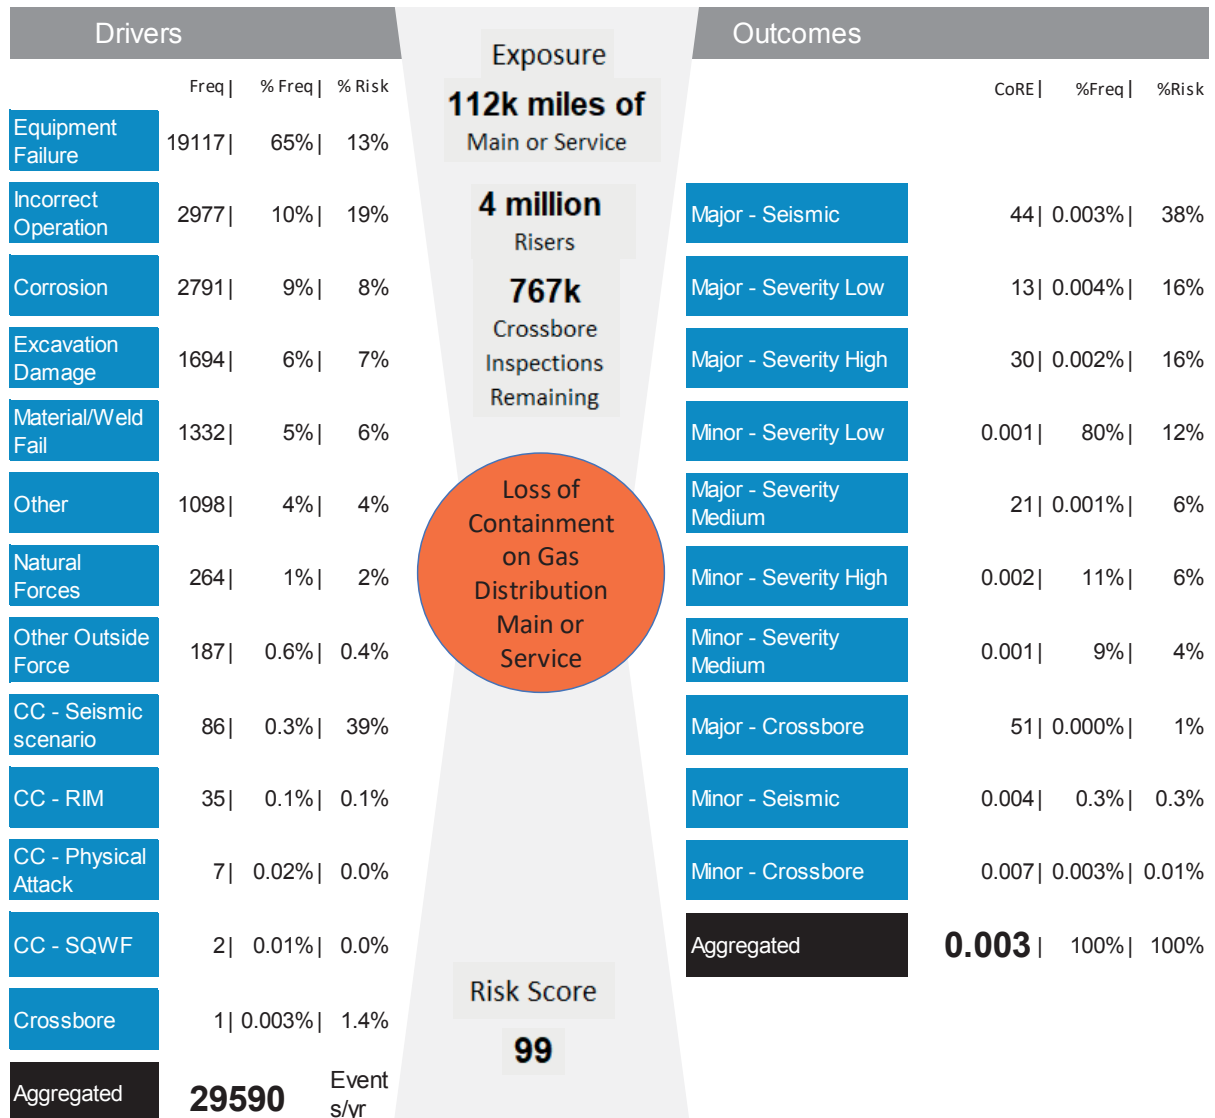 Drivers
Freq| % Freq| % Risk
Equipment
Failure
19117| 65%| 13%
Incorrect
Operation
2977| 10%| 19%
Corrosion 2791| 9%| 8%
Excavation
Damage
1694| 6%| 7%
Material/Weld
Fail
1332| 5%| 6%
Other 1098| 4%| 4%
Natural
Forces
264| 1%| 2%
Other Outside
Force
187| 0.6%| 0.4%
CC - Seismic
scenario
86| 0.3%| 39%
CC - RIM 35| 0.1%| 0.1%
CC - Physical
Attack
7| 0.02%| 0.0%
CC - SQWF 2| 0.01%| 0.0%
Crossbore 1| 0.003%| 1.4%
Aggregated 29590 Event
s/yr
Exposure
112k miles of
Main or Service
4 million
Risers
767k
Crossbore
Inspections
Remaining
Loss of
Containment
on Gas
Distribution
Main or
Service
Risk Score
99
Outcomes
CoRE| %Freq| %Risk
Major - Seismic 44| 0.003%| 38%
Major - Severity Low 13| 0.004%| 16%
Major - Severity High 30| 0.002%| 16%
Minor - Severity Low 0.001| 80%| 12%
Major - Severity
Medium
21| 0.001%| 6%
Minor - Severity High 0.002| 11%| 6%
Minor - Severity
Medium
0.001| 9%| 4%
Major - Crossbore 51| 0.000%| 1%
Minor - Seismic 0.004| 0.3%| 0.3%
Minor - Crossbore 0.007| 0.003%| 0.01%
Aggregated 0.003| 100%| 100%